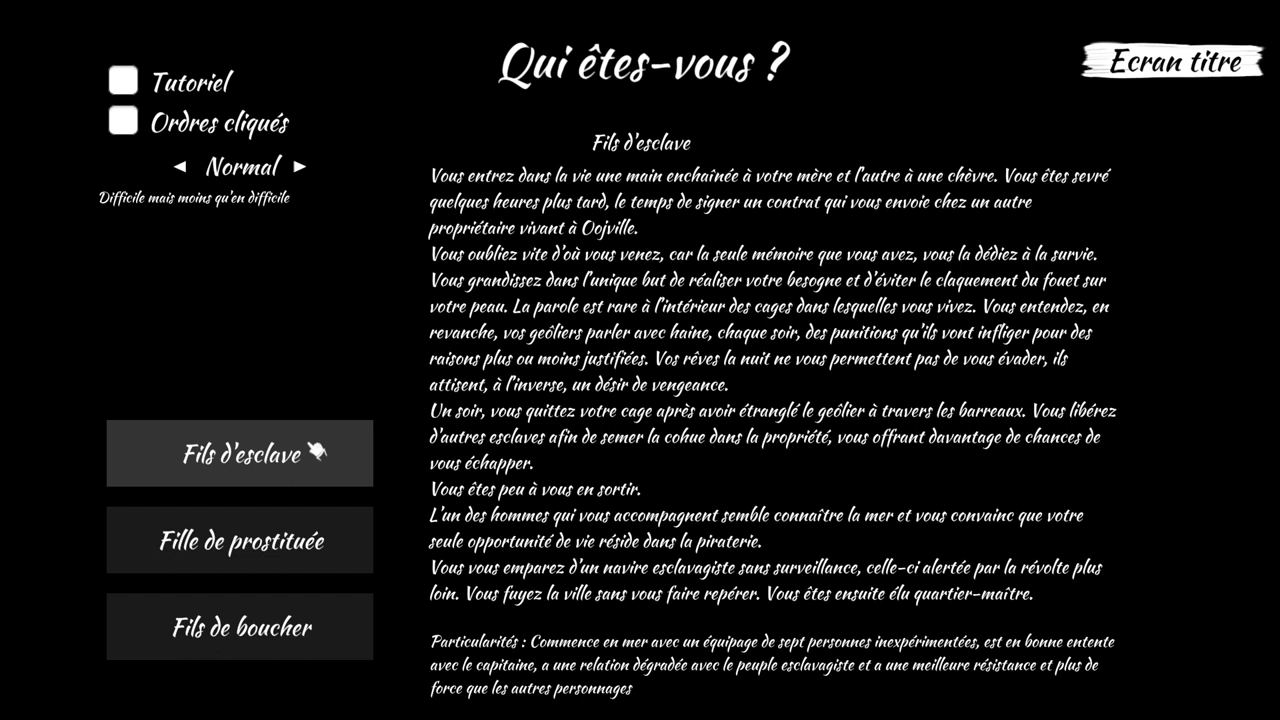 Qui êtes-vous ?
Ecran titre
Tutoriel
Ordres cliqués
Normal
Difficile mais moins qu'en difficile
Fils d'esclave
Fille de prostituée
Fils de boucher
Fils d'esclave
Vous entrez dans la vie une main enchaînée à votre mère et l'autre à une chèvre. Vous êtes sevré
quelques heures plus tard, le temps de signer un contrat qui vous envoie chez un autre
propriétaire vivant à Oojville.
Vous oubliez vite d'où vous venez, car la seule mémoire que vous avez, vous la dédiez à la survie.
Vous grandissez dans l'unique but de réaliser votre besogne et d'éviter le claquement du fouet sur
votre peau. La parole est rare à l'intérieur des cages dans lesquelles vous vivez. Vous entendez, en
revanche, vos geôliers parler avec haine, chaque soir, des punitions qu'ils vont infliger pour des
raisons plus ou moins justifiées. Vos rêves la nuit ne vous permettent pas de vous évader, ils
attisent, à l'inverse, un désir de vengeance.
Un soir, vous quittez votre cage après avoir étranglé le geôlier à travers les barreaux. Vous libérez
d'autres esclaves afin de semer la cohue dans la propriété, vous offrant davantage de chances de
vous échapper.
Vous êtes peu à vous en sortir.
L'un des hommes qui vous accompagnent semble connaître la mer et vous convainc que votre
seule opportunité de vie réside dans la piraterie.
Vous vous emparez d'un navire esclavagiste sans surveillance, celle-ci alertée par la révolte plus
loin. Vous fuyez la ville sans vous faire repérer. Vous êtes ensuite élu quartier-maître.
Particularités : Commence en mer avec un équipage de sept personnes inexpérimentées, est en bonne entente
avec le capitaine, a une relation dégradée avec le peuple esclavagiste et a une meilleure résistance et plus de
force que les autres personnages